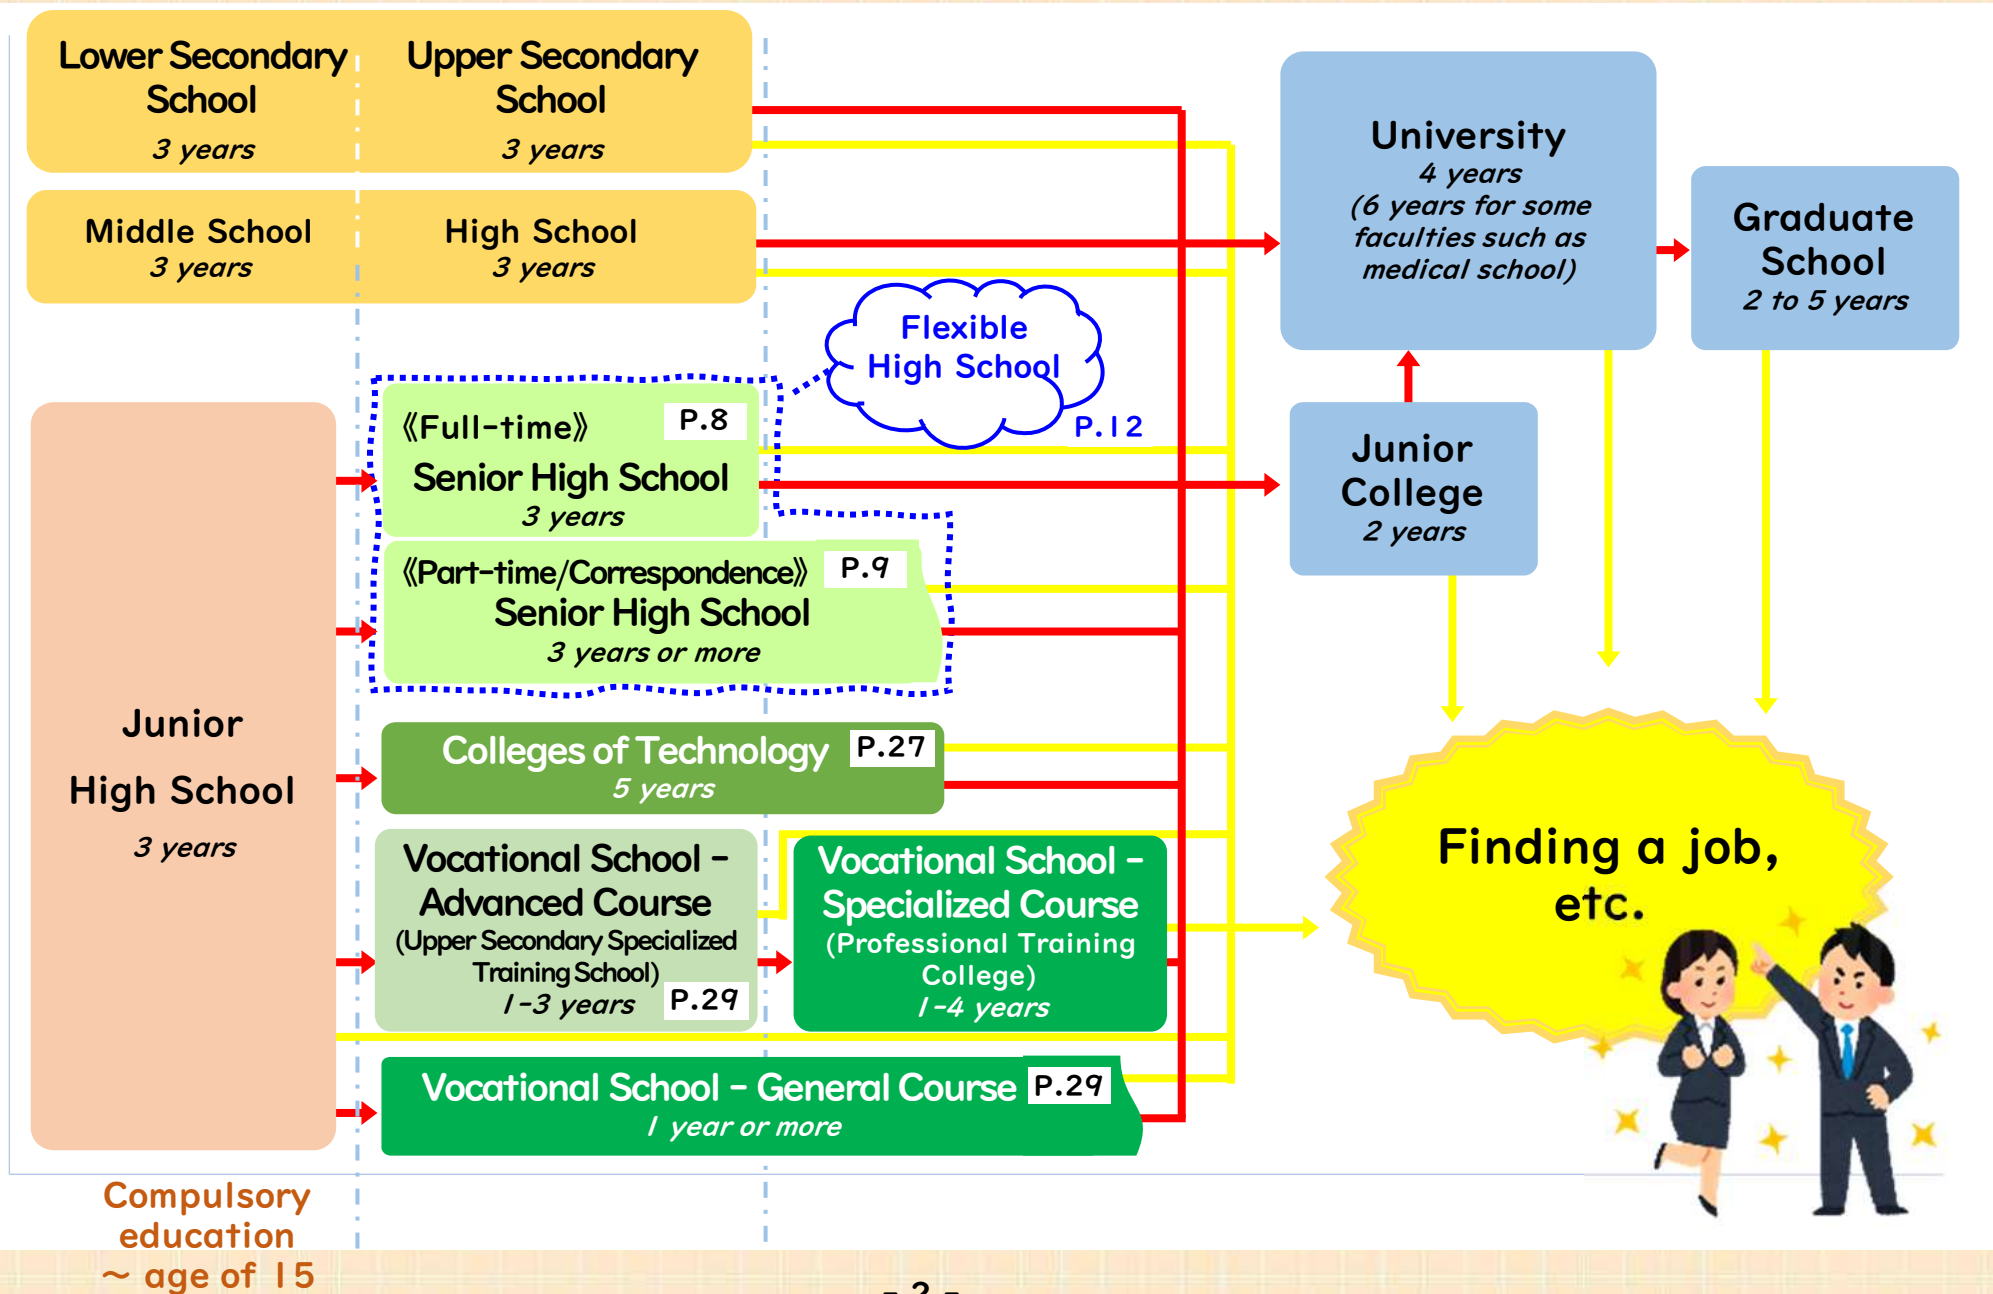 Lower Secondary
School
3 years
Upper Secondary
School
3 years
Middle School
3 years
High School
3 years
University
4 years
(6 years for some
faculties such as
medical school)
Graduate
School
2 to 5 years
Flexible
High School
P.12
《Full-time》
P.8
Senior High School
3 years
《Part-time/Correspondence》
P.9
Senior High School
3 years or more
Junior
College
2 years
Junior
High School
3 years
Colleges of Technology
P.27
5 years
Vocational School -
Advanced Course
(Upper Secondary Specialized
Training School)
1-3 years
P.29
Vocational School -
Specialized Course
(Professional Training
College)
1-4 years
Vocational School - General Course
P.29
1 year or more
Finding a job,
etc.
Compulsory
education
~ age of 15
- 2 -